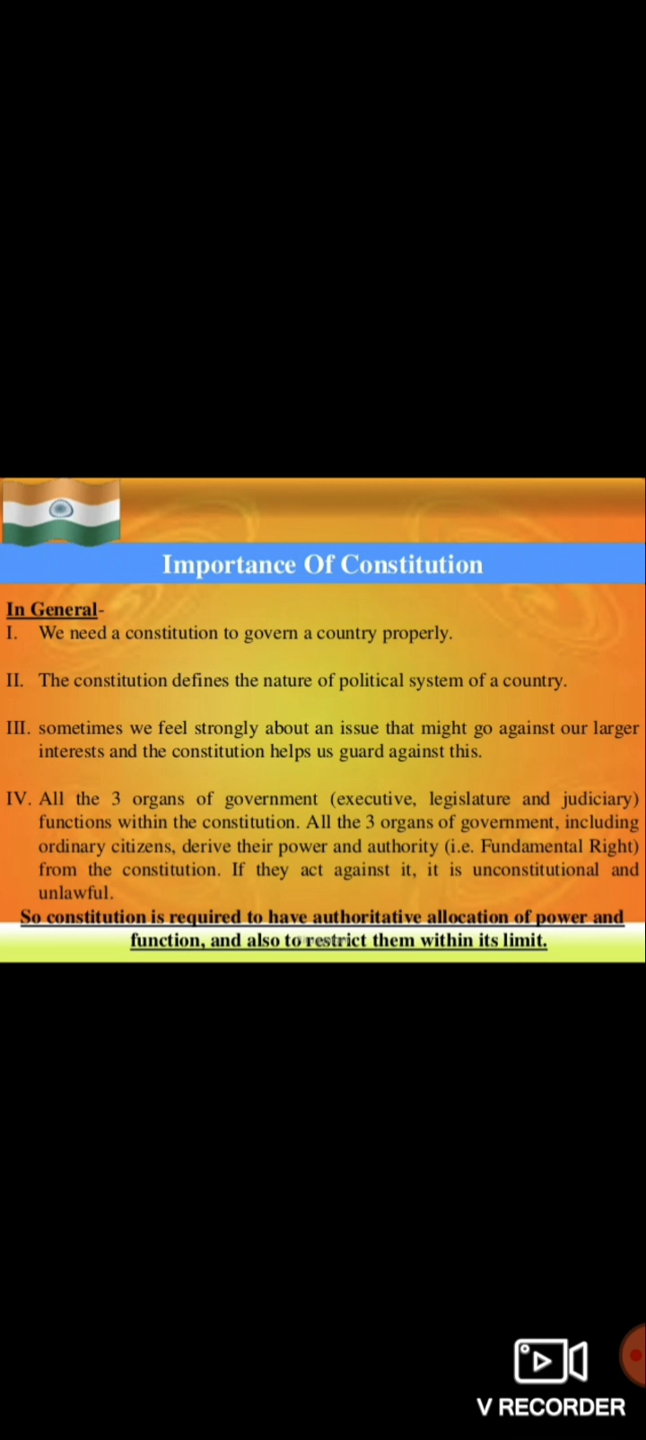 Importance Of Constitution
In General-
I. We need a constitution to govern a country properly.
II. The constitution defines the nature of political system of a country.
III. sometimes we feel strongly about an issue that might go against our larger
interests and the constitution helps us guard against this.
IV. All the 3 organs of government (executive, legislature and judiciary)
functions within the constitution. All the 3 organs of government, including
ordinary citizens, derive their power and authority (i.e. Fundamental Right)
from the constitution. If they act against it, it is unconstitutional and
unlawful.
So constitution is required to have authoritative allocation of power and
function, and also to restrict them within its limit.
V RECORDER